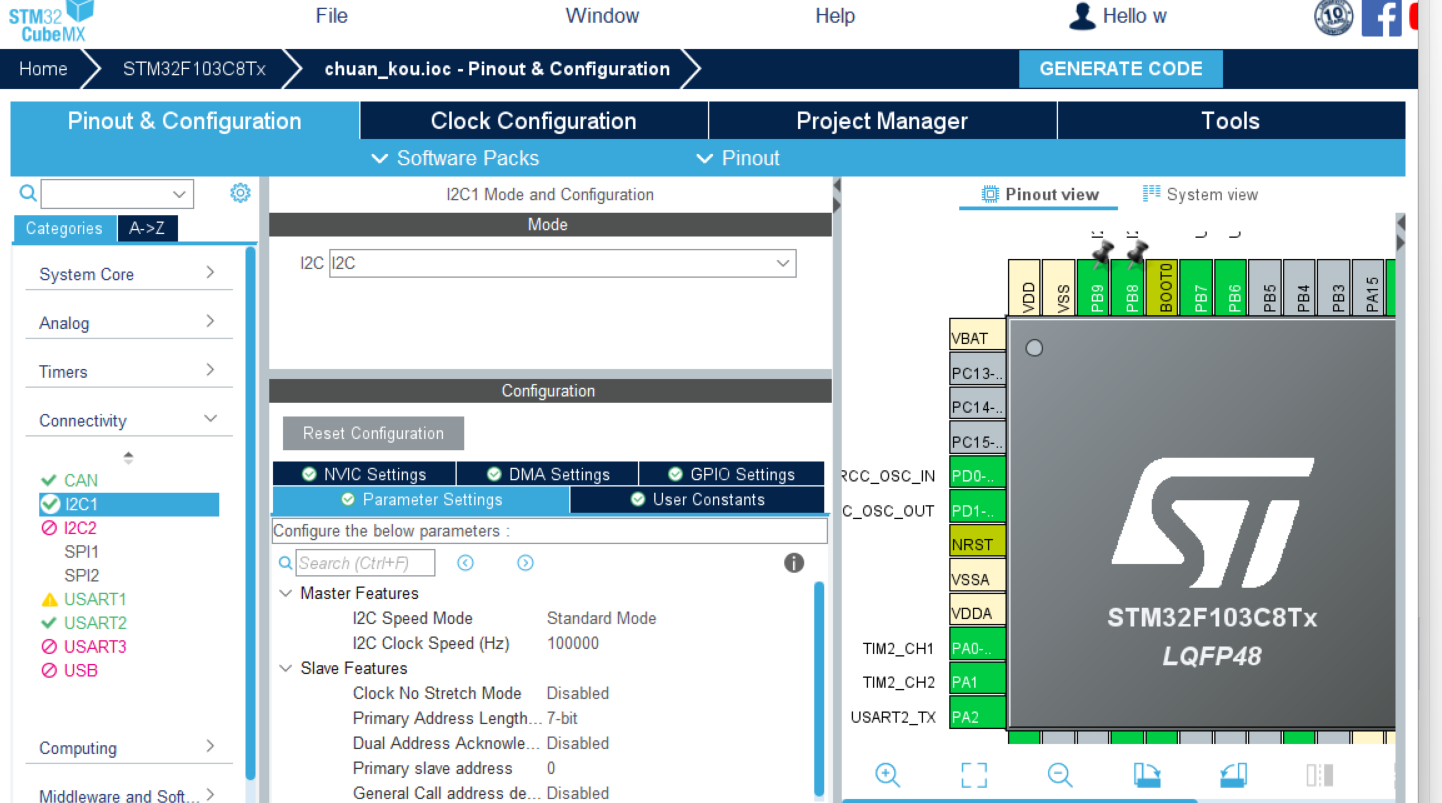 STM32
CubeMX
File
Window
Help
Hello w
10
Home
STM32F103C8Tx
chuan_kou.ioc - Pinout & Configuration
GENERATE CODE
Pinout & Configuration
Clock Configuration
Project Manager
Tools
Software Packs
Pinout
Categories
A->Z
System Core
Analog
Timers
Connectivity
CAN
I2C1
I2C2
SPI1
SPI2
USART1
USART2
USART3
USB
Computing
Middleware and Soft...
I2C1 Mode and Configuration
Mode
I2C I2C
Configuration
Reset Configuration
NVIC Settings
DMA Settings
GPIO Settings
Parameter Settings
User Constants
Configure the below parameters :
Search (Ctrl+F)
Master Features
I2C Speed Mode Standard Mode
I2C Clock Speed (Hz) 100000
Slave Features
Clock No Stretch Mode Disabled
Primary Address Length... 7-bit
Dual Address Acknowle... Disabled
Primary slave address 0
General Call address de... Disabled
Pinout view
System view
VDD
VSS
PB9
PB8
BOOT0
PB7
PB6
PB5
PB4
PB3
PA15
VBAT
PC13-..
PC14-..
PC15-..
RCC_OSC_IN PD0-..
C_OSC_OUT PD1-..
NRST
VSSA
VDDA
TIM2_CH1 PA0-..
TIM2_CH2 PA1
USART2_TX PA2
STM32F103C8Tx
LQFP48